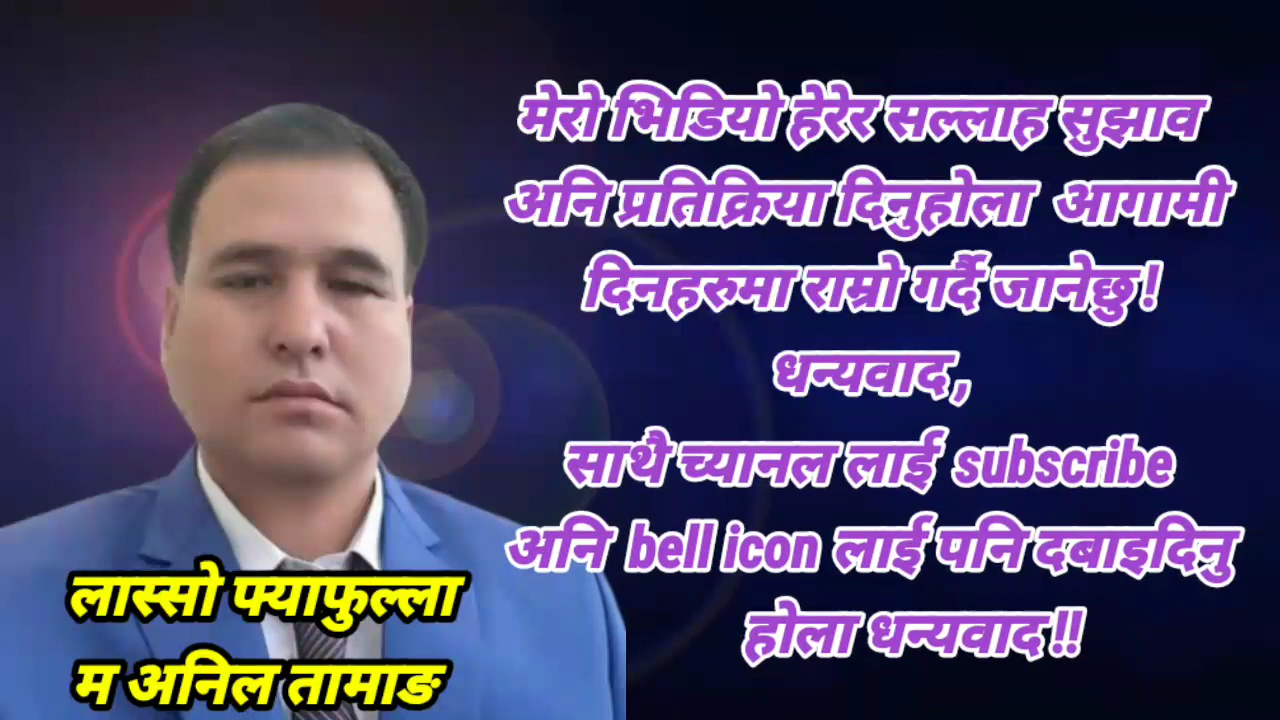 मेरो भिडियो हेरेर सल्लाह सुझाव
अनि प्रतिक्रिया दिनुहोला आगामी
दिनहरुमा राम्रो गर्दै जानेछु!
धन्यवाद,
साथै च्यानल लाई subscribe
अनि bell icon लाई पनि दबाइदिनु
होला धन्यवाद!!
लास्सो फ्याफुल्ला
म अनिल तामाङ